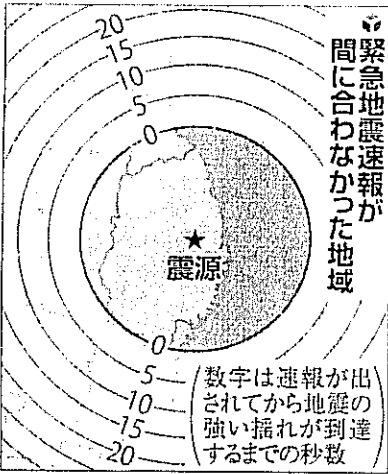 緊急地震速報が
間に合わなかった地域
20
15
10
5
0
震源
0
5
10
15
20
数字は速報が出
されてから地震の
強い揺れが到達
するまでの秒数